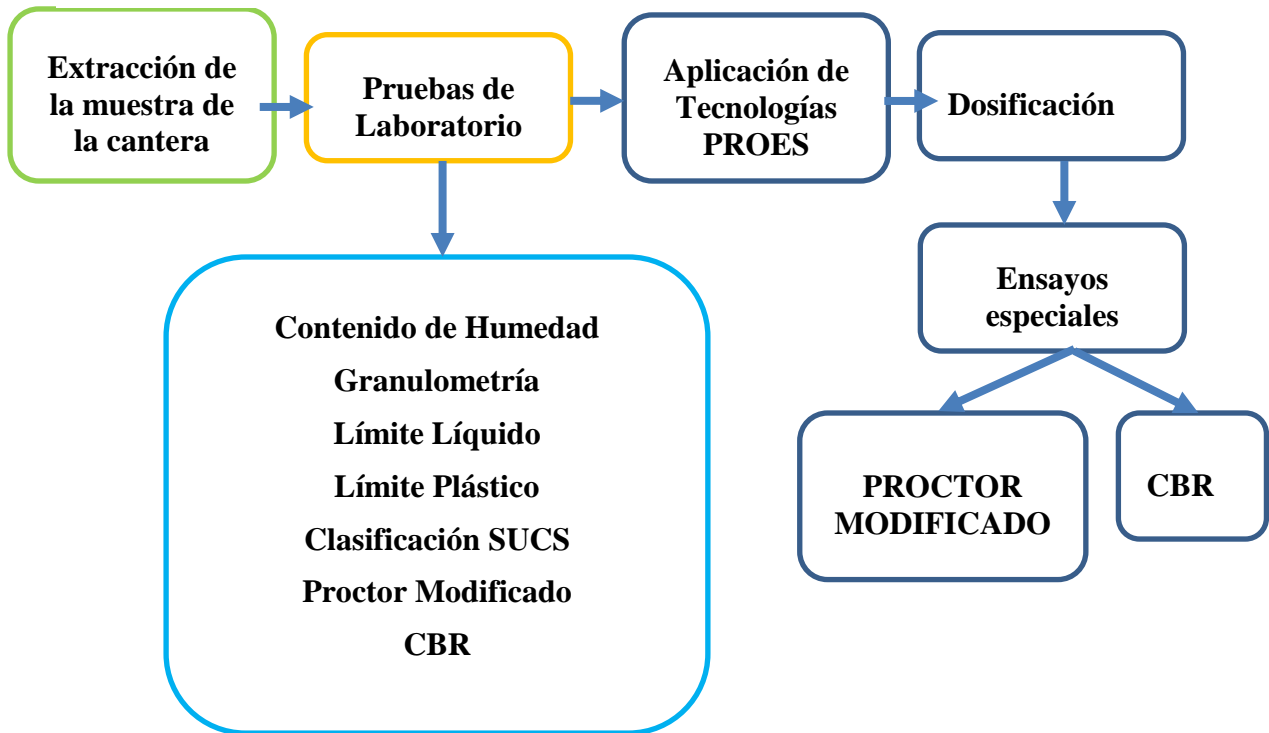 Extracción de
la muestra de
la cantera
Pruebas de
Laboratorio
Aplicación de
Tecnologías
PROES
Dosificación
Contenido de Humedad
Granulometría
Límite Líquido
Límite Plástico
Clasificación SUCS
Proctor Modificado
CBR
Ensayos
especiales
PROCTOR
MODIFICADO
CBR